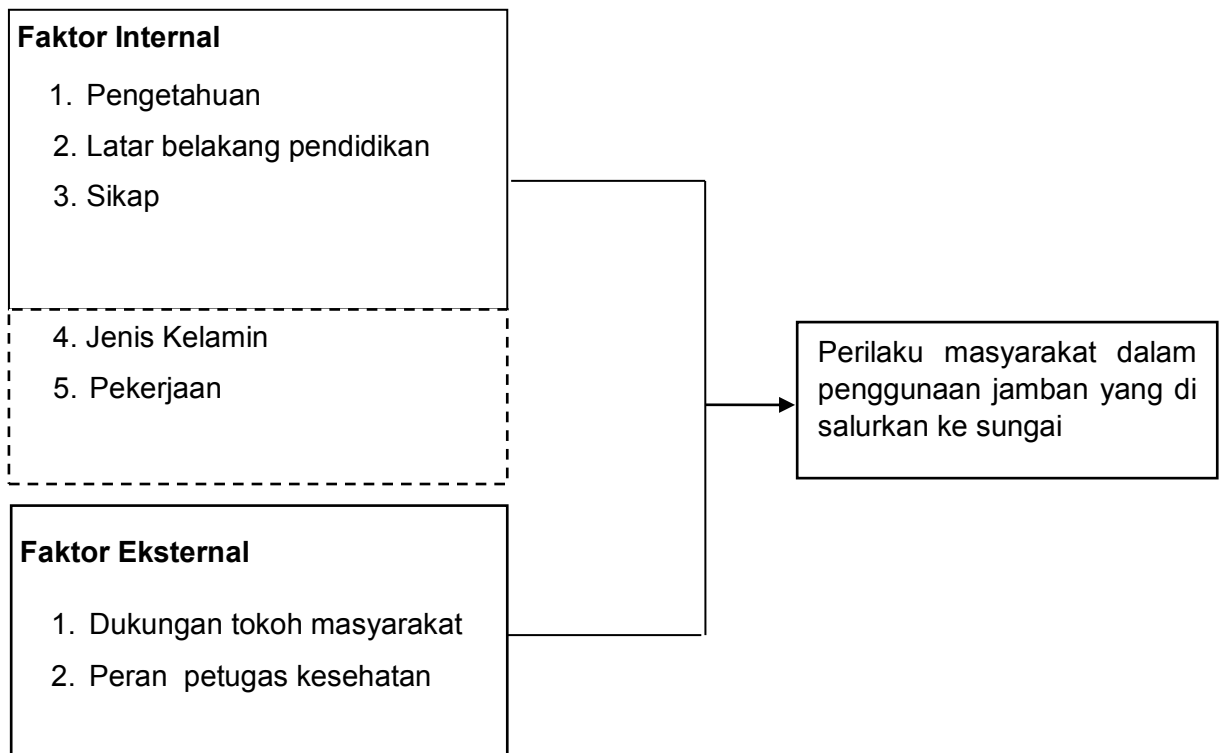 Faktor Internal
1. Pengetahuan
2. Latar belakang pendidikan
3. Sikap
4. Jenis Kelamin
5. Pekerjaan
Faktor Eksternal
1. Dukungan tokoh masyarakat
2. Peran petugas kesehatan
Perilaku masyarakat dalam
penggunaan jamban yang di
salurkan ke sungai